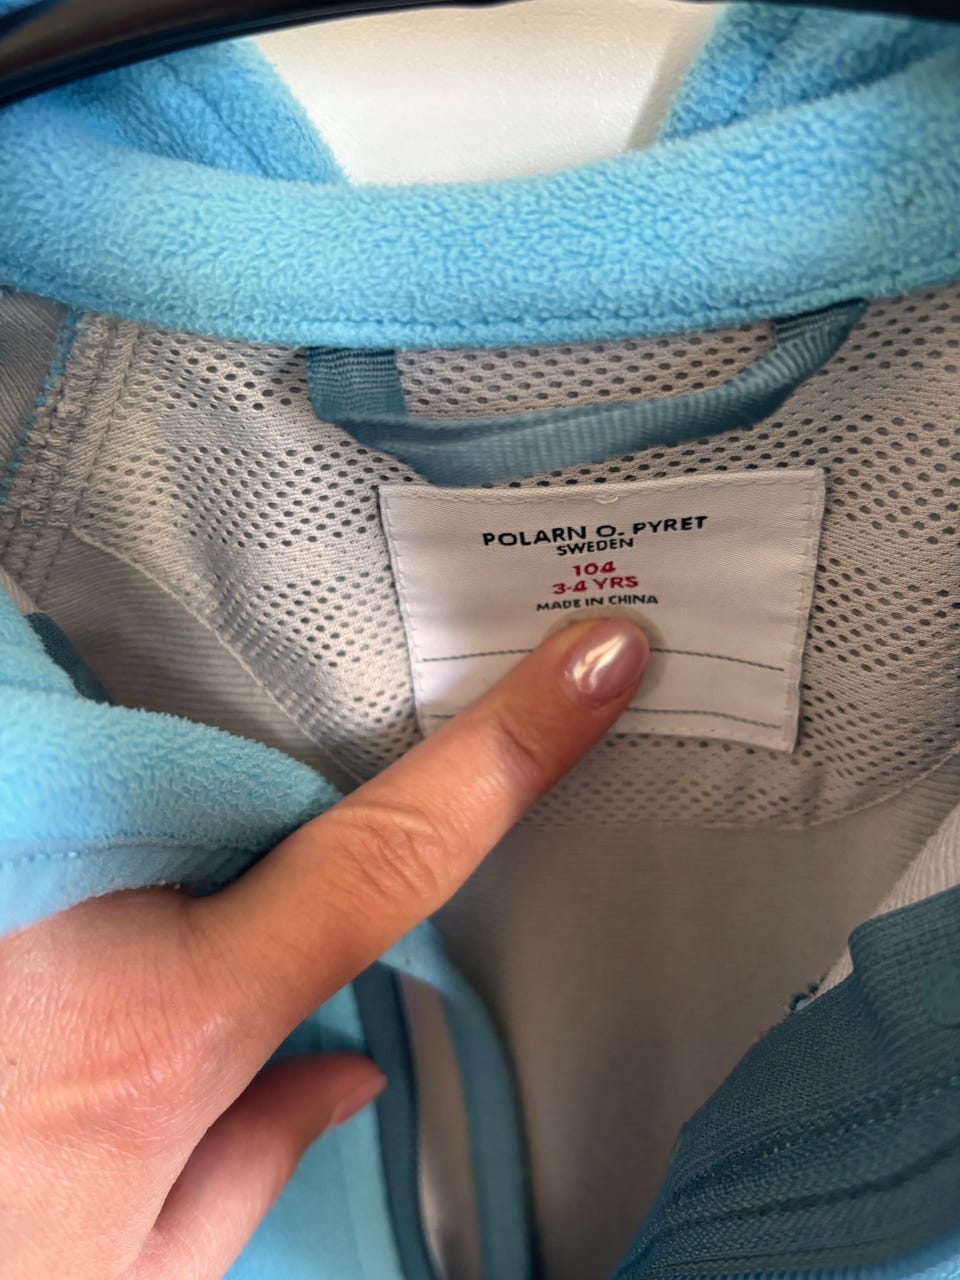 POLARN O. PYRET
SWEDEN
104
3-4 YRS
MADE IN CHINA